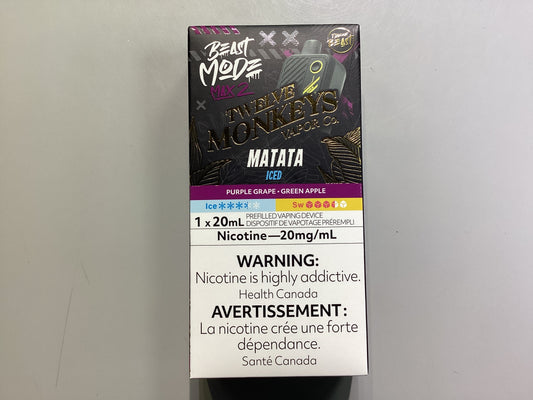 BEAST
MODE
MAX 2
BEAST
TWELVE
MONKEYS
VAPOR Co.
MATATA
ICED
PURPLE GRAPE • GREEN APPLE
Ice Sw
1 x 20mL PREFILLED VAPING DEVICE
DISPOSITIF DE VAPOTAGE PRÉREMPLI
Nicotine—20mg/mL
WARNING:
Nicotine is highly addictive.
Health Canada
AVERTISSEMENT:
La nicotine crée une forte
dépendance.
Santé Canada